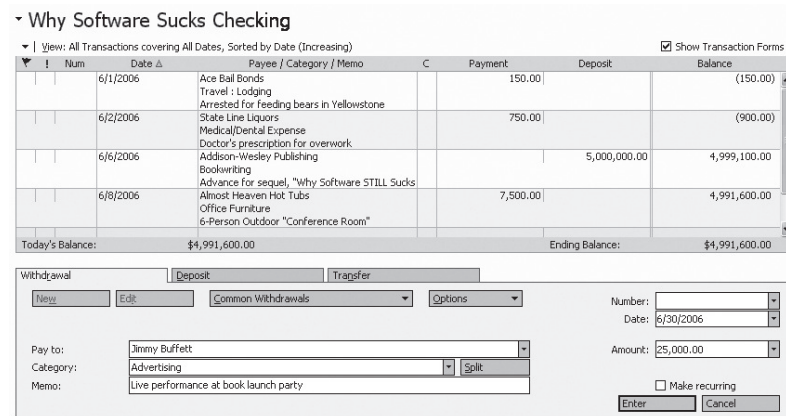 Why Software Sucks Checking
View: All Transactions covering All Dates, Sorted by Date (Increasing)
Show Transaction Forms
! Num Date Payee / Category / Memo C Payment Deposit Balance
6/1/2006 Ace Bail Bonds 150.00 (150.00)
Travel : Lodging
Arrested for feeding bears in Yellowstone
6/2/2006 State Line Liquors 750.00 (900.00)
Medical/Dental Expense
Doctor's prescription for overwork
6/6/2006 Addison-Wesley Publishing 5,000,000.00 4,999,100.00
Bookwriting
Advance for sequel, "Why Software STILL Sucks
6/8/2006 Almost Heaven Hot Tubs 7,500.00 4,991,600.00
Office Furniture
6-Person Outdoor "Conference Room"
Today's Balance: $4,991,600.00 Ending Balance: $4,991,600.00
Withdrawal Deposit Transfer
New Edit Common Withdrawals Options
Number:
Date: 6/30/2006
Pay to: Jimmy Buffett Amount: 25,000.00
Category: Advertising Split
Memo: Live performance at book launch party Make recurring
Enter Cancel